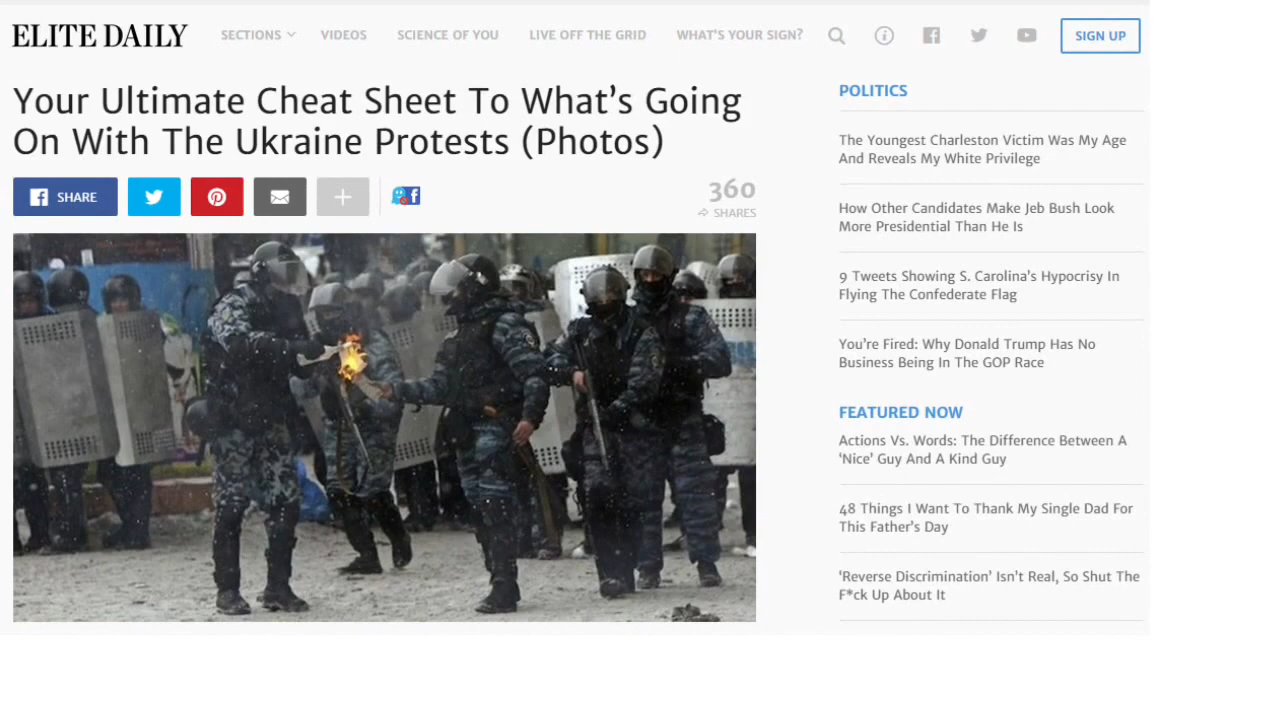 ELITE DAILY
SECTIONS
VIDEOS
SCIENCE OF YOU
LIVE OFF THE GRID
WHAT'S YOUR SIGN?
SIGN UP
Your Ultimate Cheat Sheet To What’s Going
On With The Ukraine Protests (Photos)
SHARE
360
SHARES
POLITICS
The Youngest Charleston Victim Was My Age
And Reveals My White Privilege
How Other Candidates Make Jeb Bush Look
More Presidential Than He Is
9 Tweets Showing S. Carolina’s Hypocrisy In
Flying The Confederate Flag
You’re Fired: Why Donald Trump Has No
Business Being In The GOP Race
FEATURED NOW
Actions Vs. Words: The Difference Between A
‘Nice’ Guy And A Kind Guy
48 Things I Want To Thank My Single Dad For
This Father’s Day
‘Reverse Discrimination’ Isn’t Real, So Shut The
F*ck Up About It